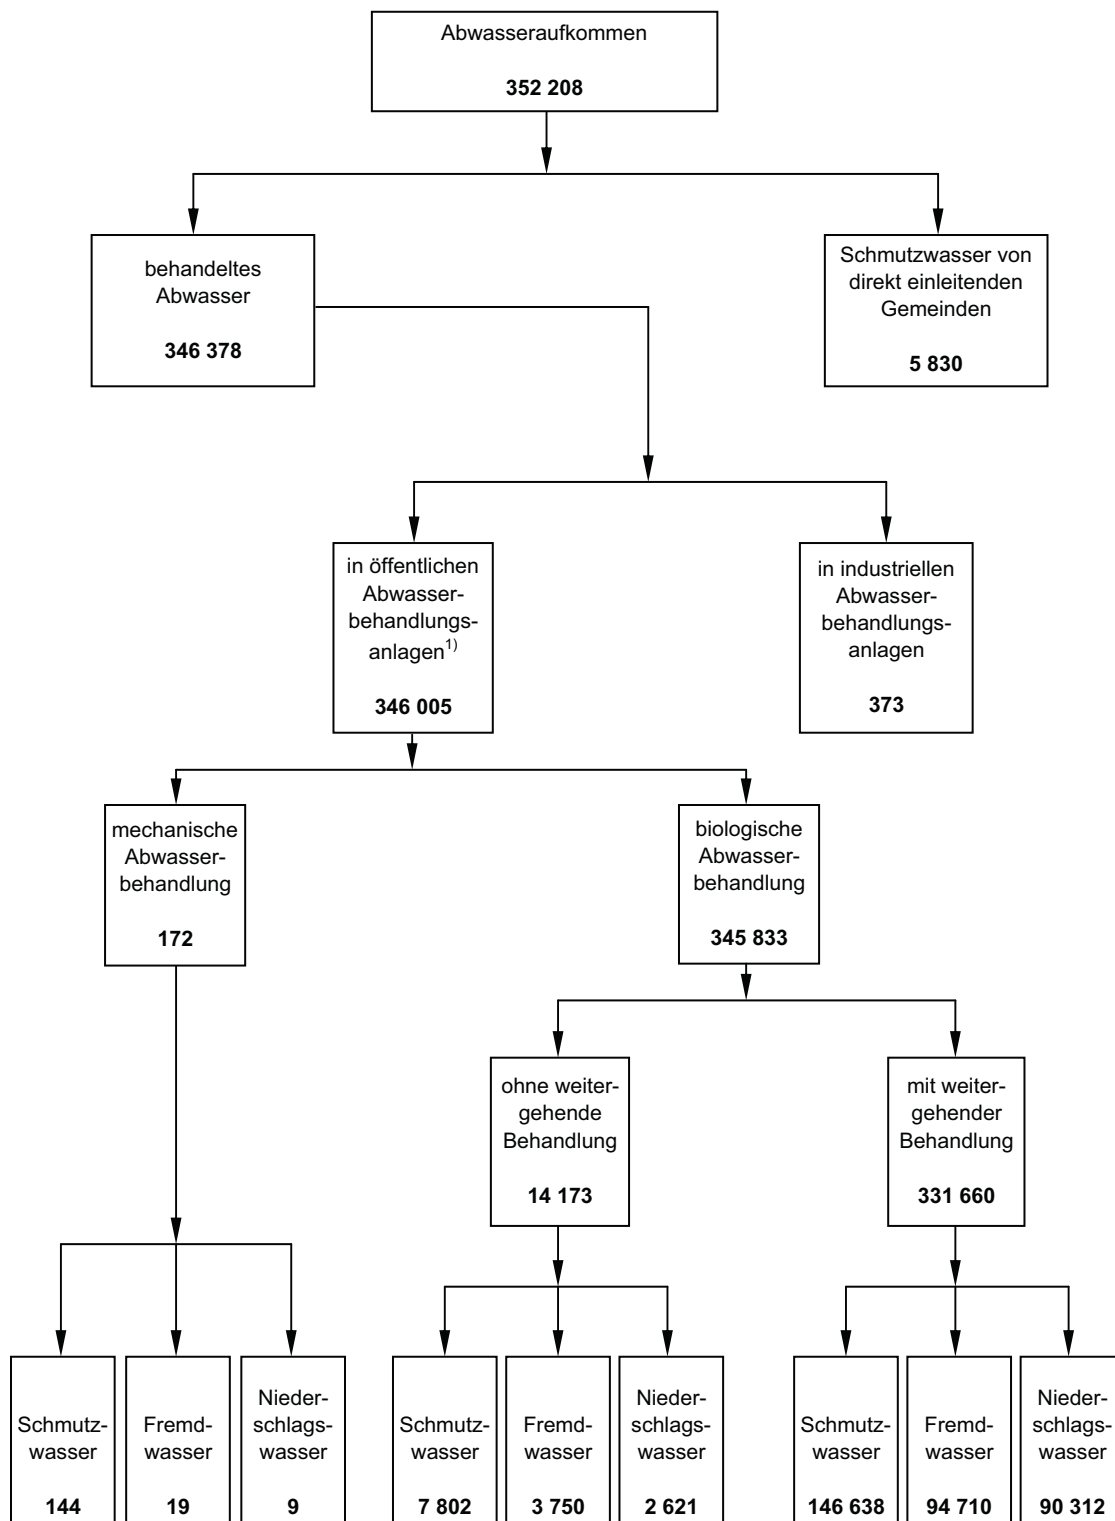 Abwasseraufkommen
352 208
behandeltes
Abwasser
346 378
Schmutzwasser von
direkt einleitenden
Gemeinden
5 830
in öffentlichen
Abwasser-
behandlungs-
anlagen1)
346 005
in industriellen
Abwasser-
behandlungs-
anlagen
373
mechanische
Abwasser-
behandlung
172
biologische
Abwasser-
behandlung
345 833
ohne weiter-
gehende
Behandlung
14 173
mit weiter-
gehender
Behandlung
331 660
Schmutz-
wasser
144
Fremd-
wasser
19
Nieder-
schlags-
wasser
9
Schmutz-
wasser
7 802
Fremd-
wasser
3 750
Nieder-
schlags-
wasser
2 621
Schmutz-
wasser
146 638
Fremd-
wasser
94 710
Nieder-
schlags-
wasser
90 312